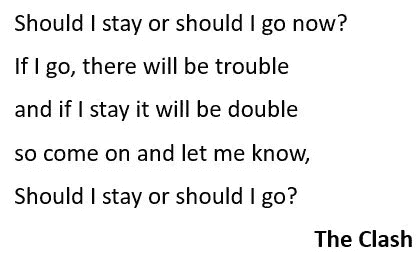 Should I stay or should I go now?
If I go, there will be trouble
and if I stay it will be double
so come on and let me know,
Should I stay or should I go?
The Clash